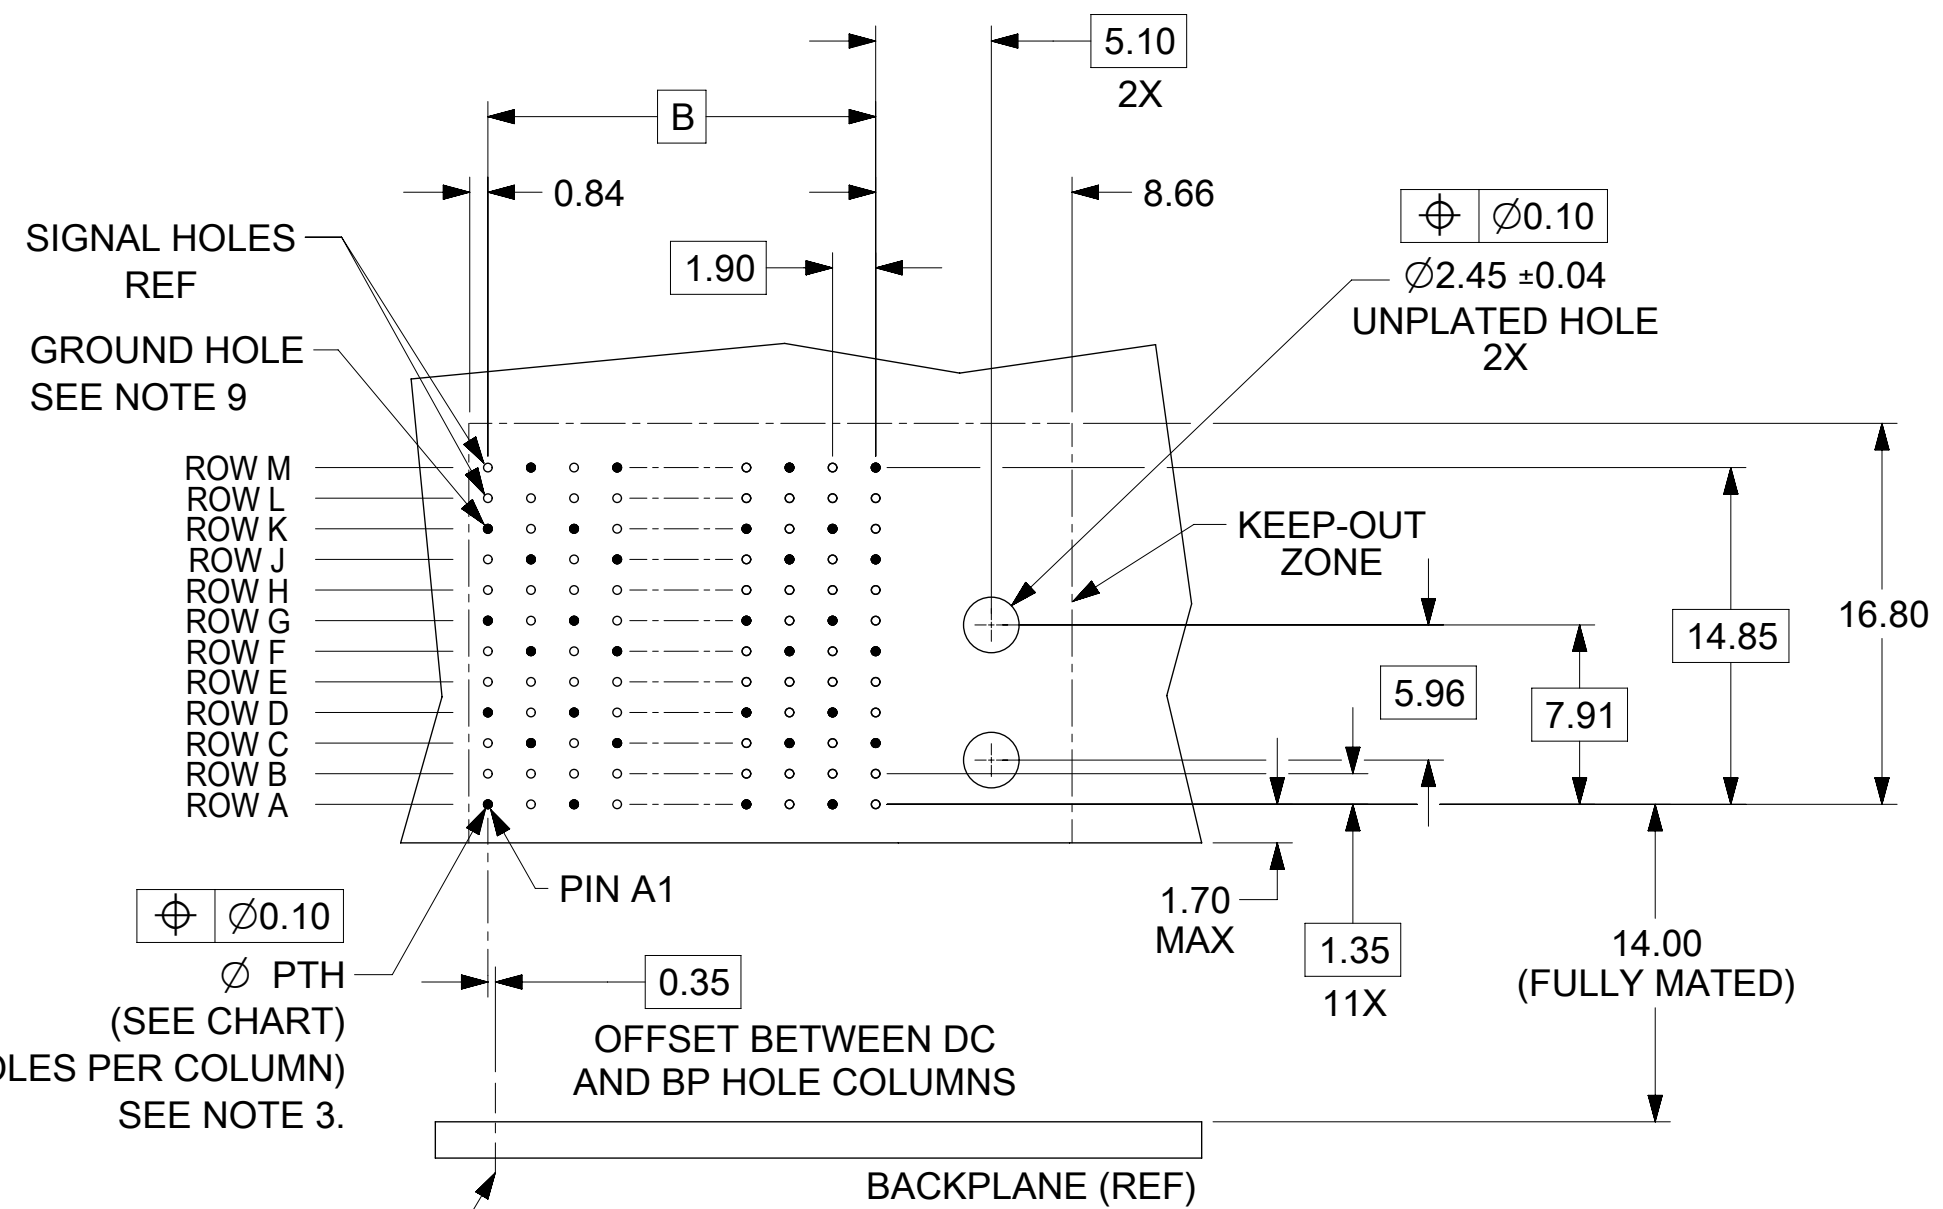 5.10
2X
B
0.84
8.66
SIGNAL HOLES
REF
1.90
⌖ ∅0.10
∅2.45 ±0.04
UNPLATED HOLE
2X
GROUND HOLE
SEE NOTE 9
ROW M
ROW L
ROW K
ROW J
ROW H
ROW G
ROW F
ROW E
ROW D
ROW C
ROW B
ROW A
KEEP-OUT
ZONE
16.80
14.85
5.96
7.91
PIN A1
⌖ ∅0.10
∅ PTH
(SEE CHART)
OLES PER COLUMN)
SEE NOTE 3.
0.35
OFFSET BETWEEN DC
AND BP HOLE COLUMNS
1.70
MAX
1.35
11X
14.00
(FULLY MATED)
BACKPLANE (REF)